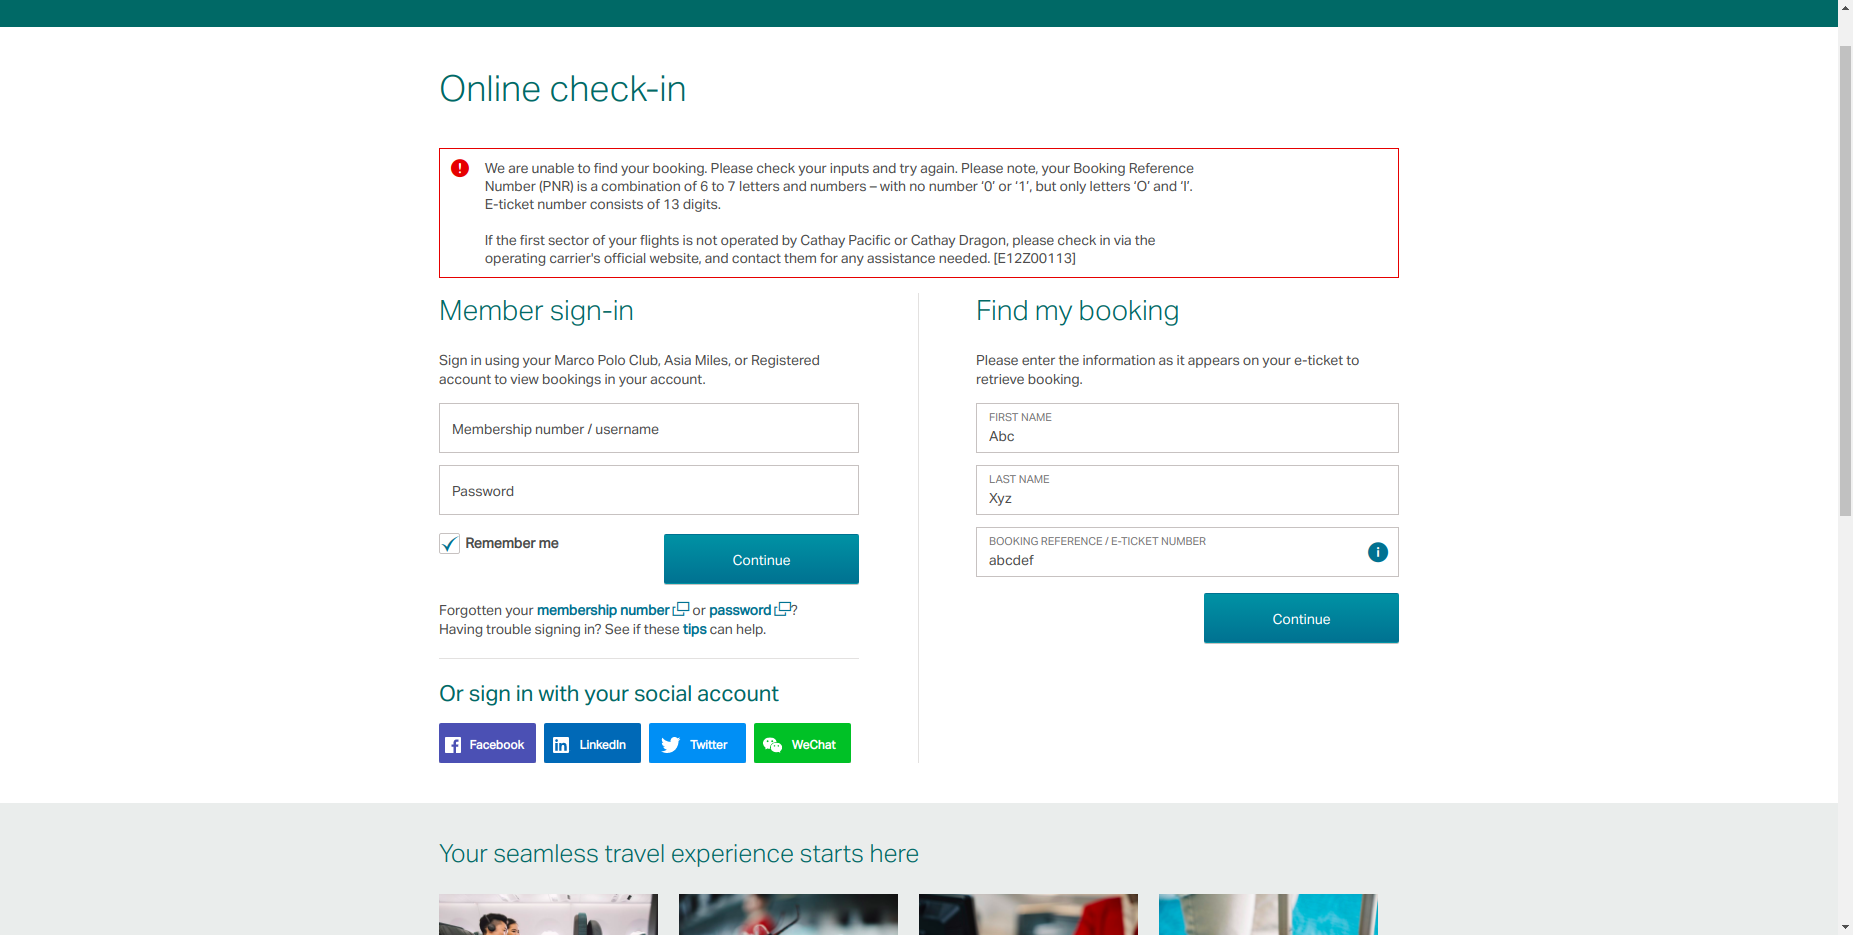 Online check-in
We are unable to find your booking. Please check your inputs and try again. Please note, your Booking Reference
Number (PNR) is a combination of 6 to 7 letters and numbers – with no number ‘0’ or ‘1’, but only letters ‘O’ and ‘I’.
E-ticket number consists of 13 digits.
If the first sector of your flights is not operated by Cathay Pacific or Cathay Dragon, please check in via the
operating carrier's official website, and contact them for any assistance needed. [E12Z00113]
Member sign-in
Sign in using your Marco Polo Club, Asia Miles, or Registered
account to view bookings in your account.
Membership number / username
Password
Remember me
Continue
Forgotten your membership number or password?
Having trouble signing in? See if these tips can help.
Or sign in with your social account
Facebook
LinkedIn
Twitter
WeChat
Find my booking
Please enter the information as it appears on your e-ticket to
retrieve booking.
FIRST NAME
Abc
LAST NAME
Xyz
BOOKING REFERENCE / E-TICKET NUMBER
abcdef
Continue
Your seamless travel experience starts here